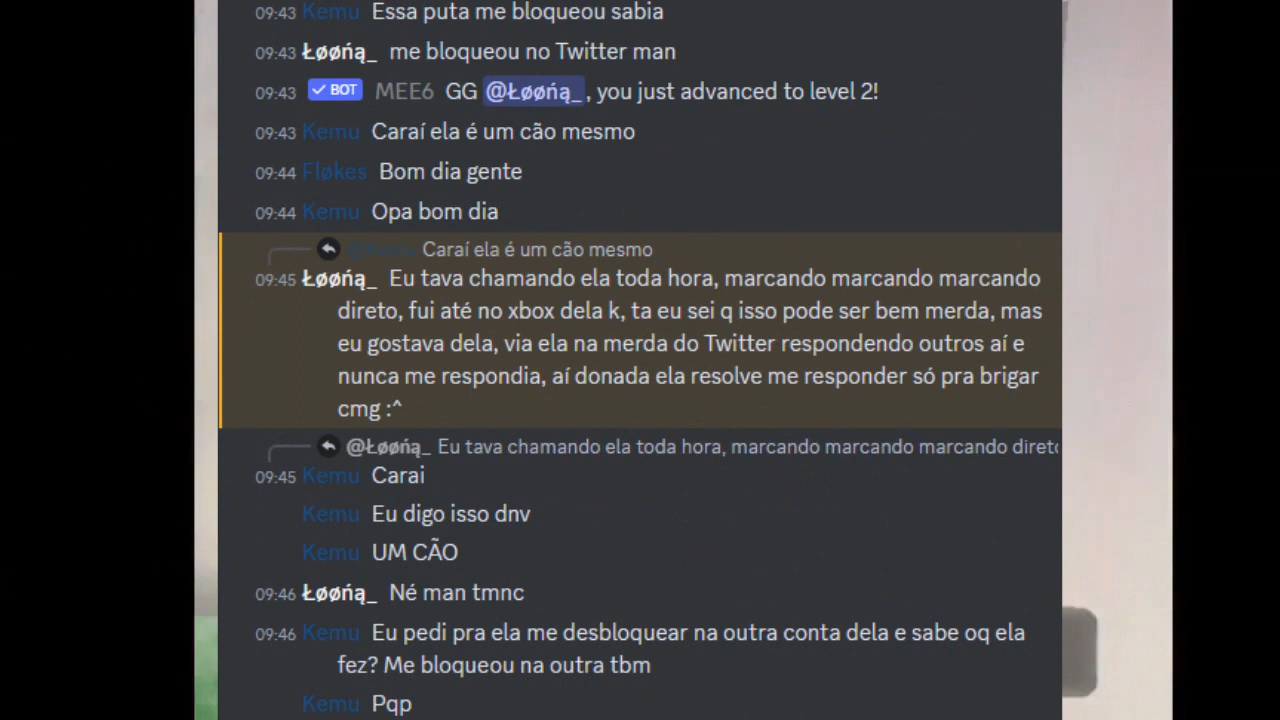 09:43 Kemu Essa puta me bloqueou sabia
09:43 Łøøńą_ me bloqueou no Twitter man
09:43 BOT MEE6 GG @Łøøńą_, you just advanced to level 2!
09:43 Kemu Caraí ela é um cão mesmo
09:44 Fløkes Bom dia gente
09:44 Kemu Opa bom dia
@Kemu Caraí ela é um cão mesmo
09:45 Łøøńą_ Eu tava chamando ela toda hora, marcando marcando marcando
direto, fui até no xbox dela k, ta eu sei q isso pode ser bem merda, mas
eu gostava dela, via ela na merda do Twitter respondendo outros aí e
nunca me respondia, aí donada ela resolve me responder só pra brigar
cmg :^
@Łøøńą_ Eu tava chamando ela toda hora, marcando marcando marcando direto
09:45 Kemu Carai
Kemu Eu digo isso dnv
Kemu UM CÃO
09:46 Łøøńą_ Né man tmnc
09:46 Kemu Eu pedi pra ela me desbloquear na outra conta dela e sabe oq ela
fez? Me bloqueou na outra tbm
Kemu Pqp